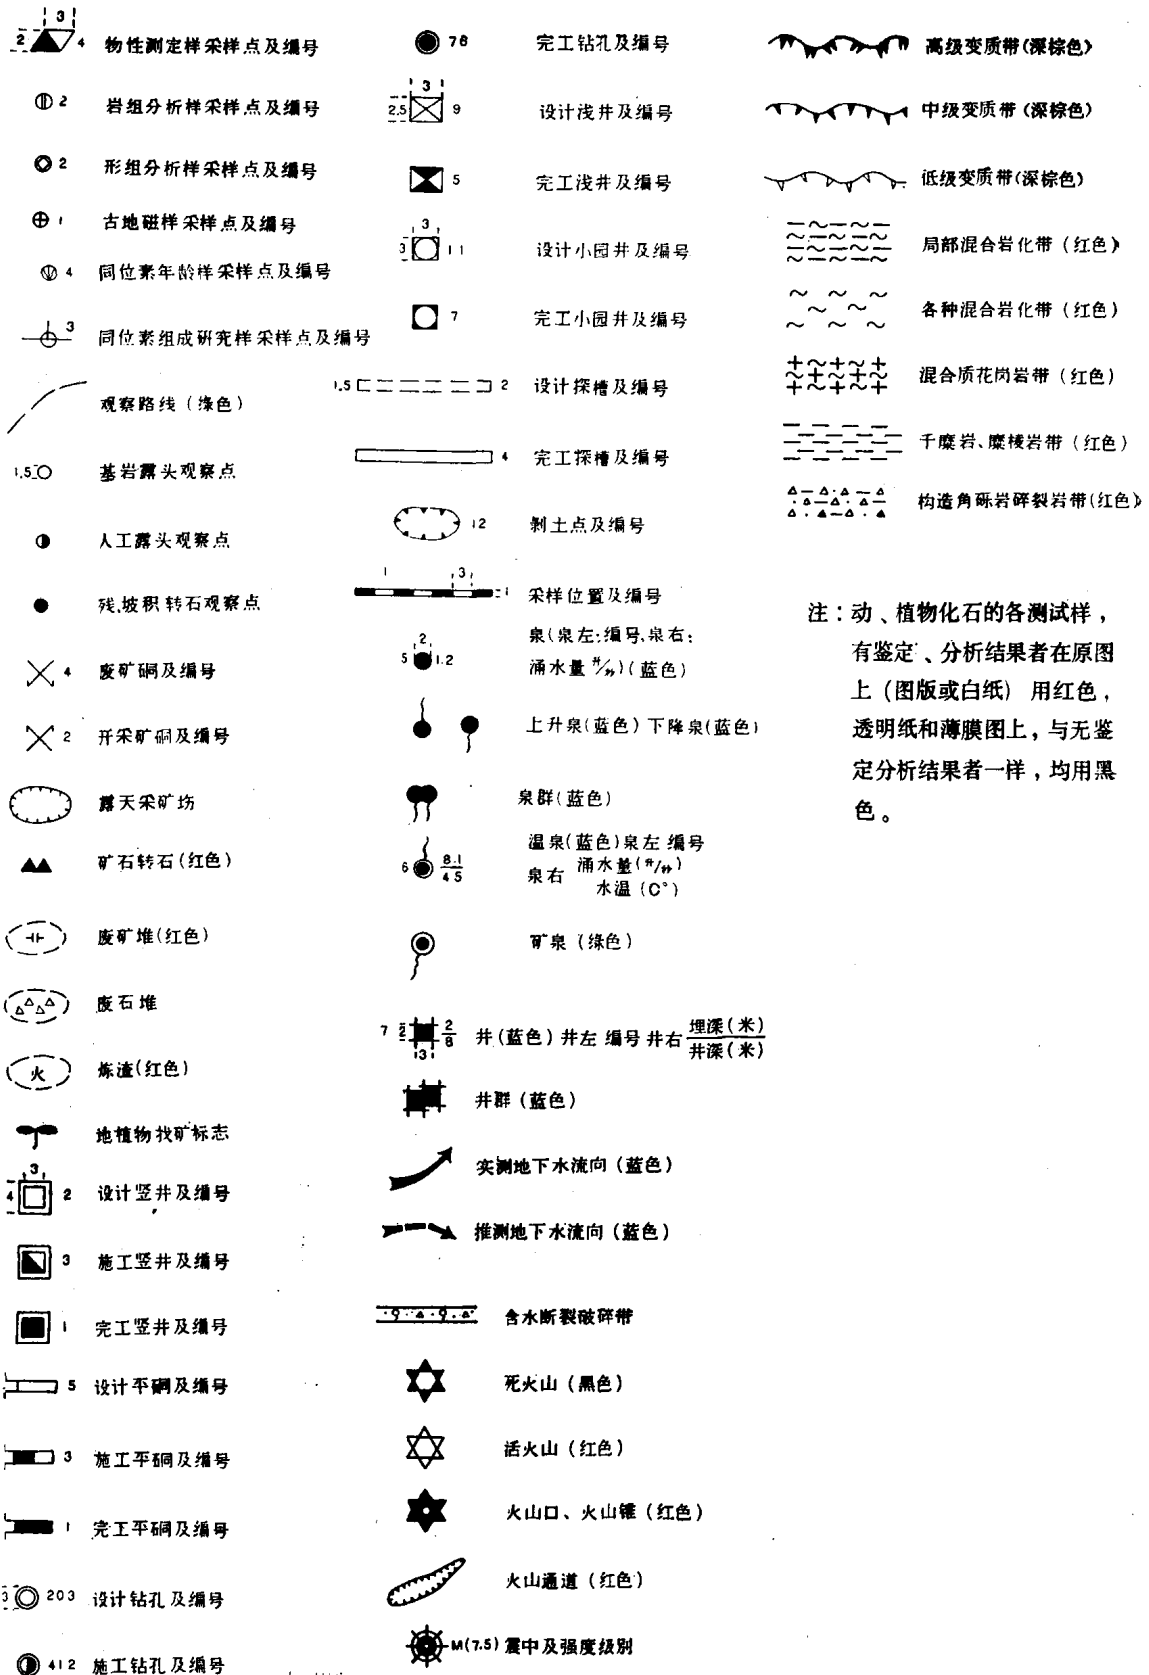 3
2 4 物性测定样采样点及编号
2 岩组分析样采样点及编号
2 形组分析样采样点及编号
1 古地磁样采样点及编号
4 同位素年龄样采样点及编号
3 同位素组成研究样采样点及编号
观察路线（绿色）
1.5 基岩露头观察点
人工露头观察点
残、坡积转石观察点
4 废矿硐及编号
2 开采矿硐及编号
露天采矿场
矿石转石(红色)
废矿堆(红色)
废石堆
火 炼渣(红色)
地植物找矿标志
3
4 2 设计竖井及编号
3 施工竖井及编号
1 完工竖井及编号
5 设计平硐及编号
3 施工平硐及编号
1 完工平硐及编号
3 203 设计钻孔及编号
412 施工钻孔及编号
76 完工钻孔及编号
3
2.5 9 设计浅井及编号
5 完工浅井及编号
3
3 11 设计小园井及编号
7 完工小园井及编号
1.5 2 设计探槽及编号
4 完工探槽及编号
12 剥土点及编号
1 3
1 采样位置及编号
泉(泉左:编号,泉右:
2
5 1.2 涌水量)(蓝色)
上升泉(蓝色) 下降泉(蓝色)
泉群(蓝色)
温泉(蓝色)泉左 编号
6 8.1 泉右 涌水量
45 水温（C°）
矿泉（绿色）
7 2 2 井(蓝色) 井左 编号 井右 埋深(米)
3 8 井深(米)
井群（蓝色）
实测地下水流向（蓝色）
推测地下水流向（蓝色）
含水断裂破碎带
死火山（黑色）
活火山（红色）
火山口、火山锥（红色）
火山通道（红色）
M(7.5) 震中及强度级别
高级变质带(深棕色)
中级变质带(深棕色)
低级变质带(深棕色)
局部混合岩化带（红色）
各种混合岩化带（红色）
混合质花岗岩带（红色）
千糜岩、糜棱岩带（红色）
构造角砾岩碎裂岩带(红色)
注：动、植物化石的各测试样，
有鉴定、分析结果者在原图
上（图版或白纸）用红色，
透明纸和薄膜图上，与无鉴
定分析结果者一样，均用黑
色。